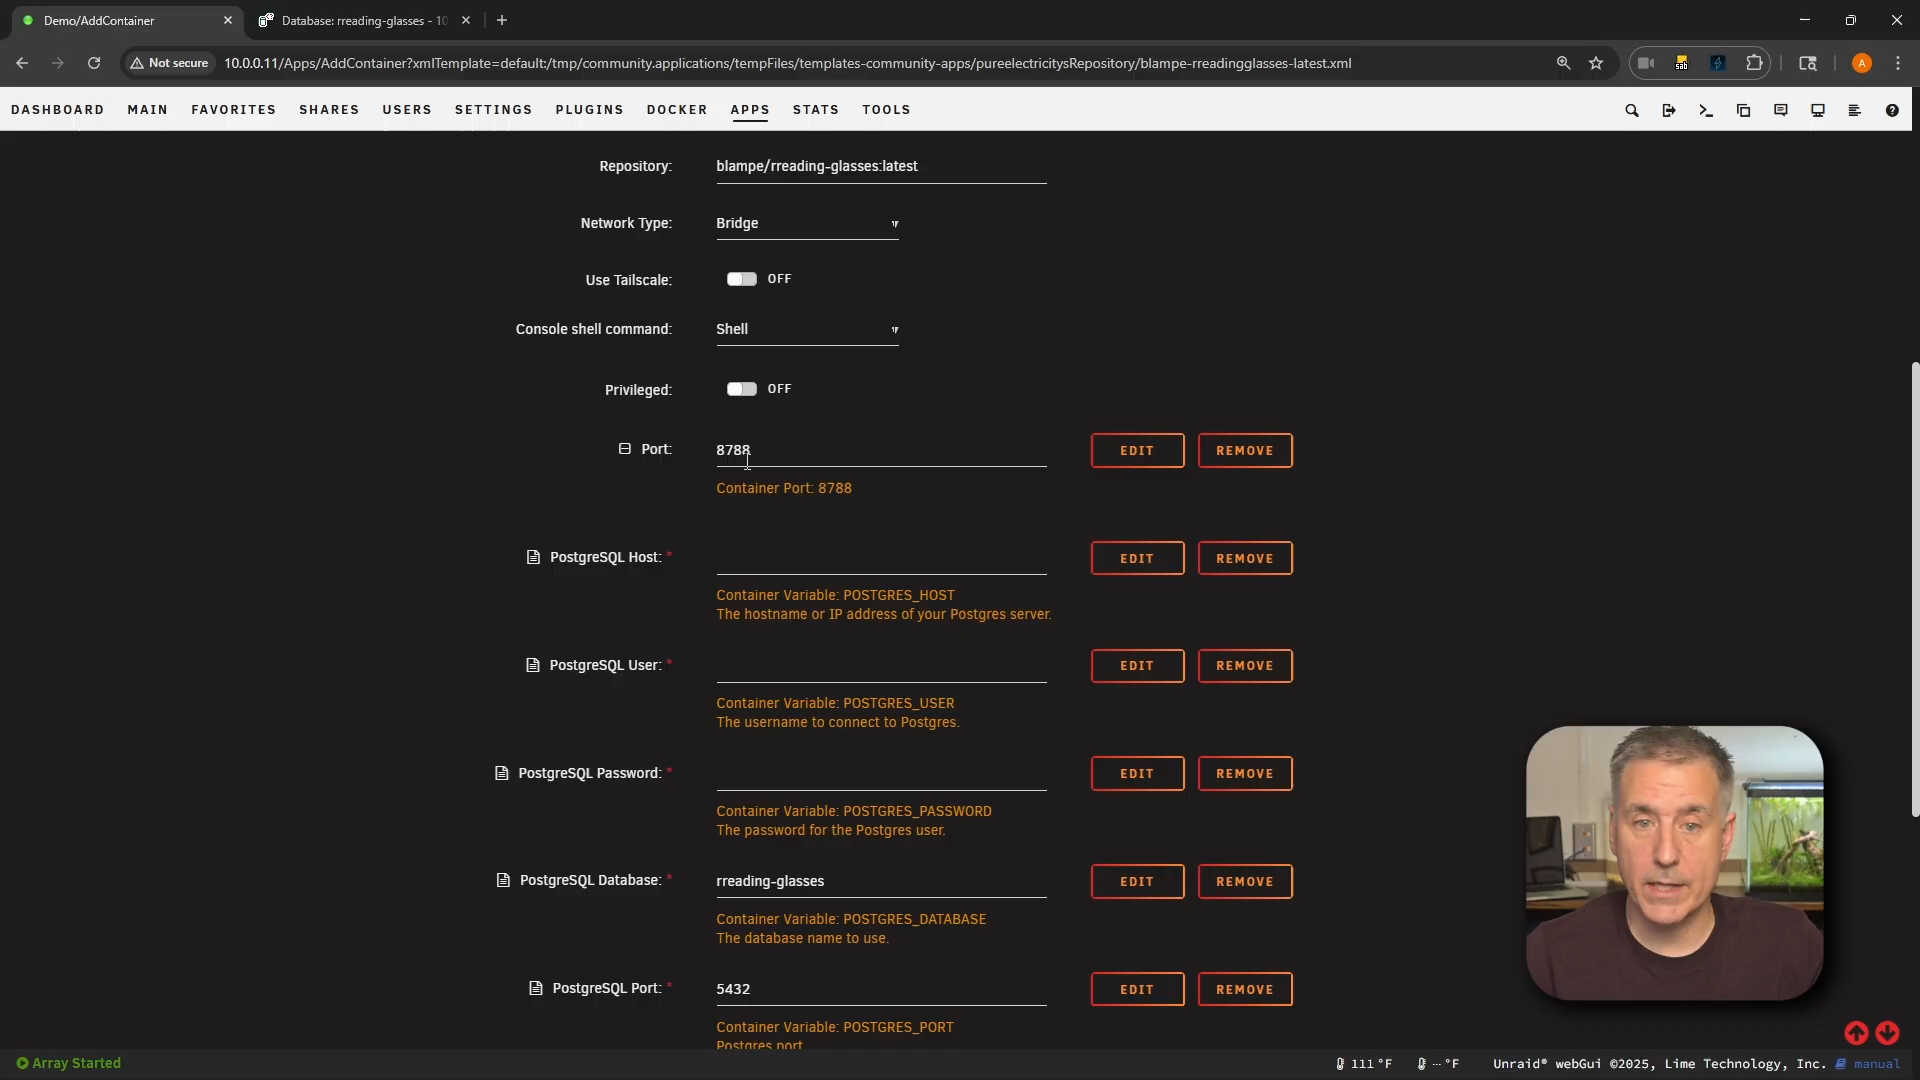 Demo/AddContainer
Database: rreading-glasses - 10
Not secure
10.0.0.11/Apps/AddContainer?xmlTemplate=default:/tmp/community.applications/tempFiles/templates-community-apps/pureelectricitysRepository/blampe-rreadingglasses-latest.xml
sab
A
DASHBOARD MAIN FAVORITES SHARES USERS SETTINGS PLUGINS DOCKER APPS STATS TOOLS
Repository: blampe/rreading-glasses:latest
Network Type: Bridge
Use Tailscale: OFF
Console shell command: Shell
Privileged: OFF
Port: 8788 EDIT REMOVE
Container Port: 8788
PostgreSQL Host: * EDIT REMOVE
Container Variable: POSTGRES_HOST
The hostname or IP address of your Postgres server.
PostgreSQL User: * EDIT REMOVE
Container Variable: POSTGRES_USER
The username to connect to Postgres.
PostgreSQL Password: * EDIT REMOVE
Container Variable: POSTGRES_PASSWORD
The password for the Postgres user.
PostgreSQL Database: * rreading-glasses EDIT REMOVE
Container Variable: POSTGRES_DATABASE
The database name to use.
PostgreSQL Port: * 5432 EDIT REMOVE
Container Variable: POSTGRES_PORT
Postgres port
Array Started
111 °F -- °F Unraid® webGui ©2025, Lime Technology, Inc. manual